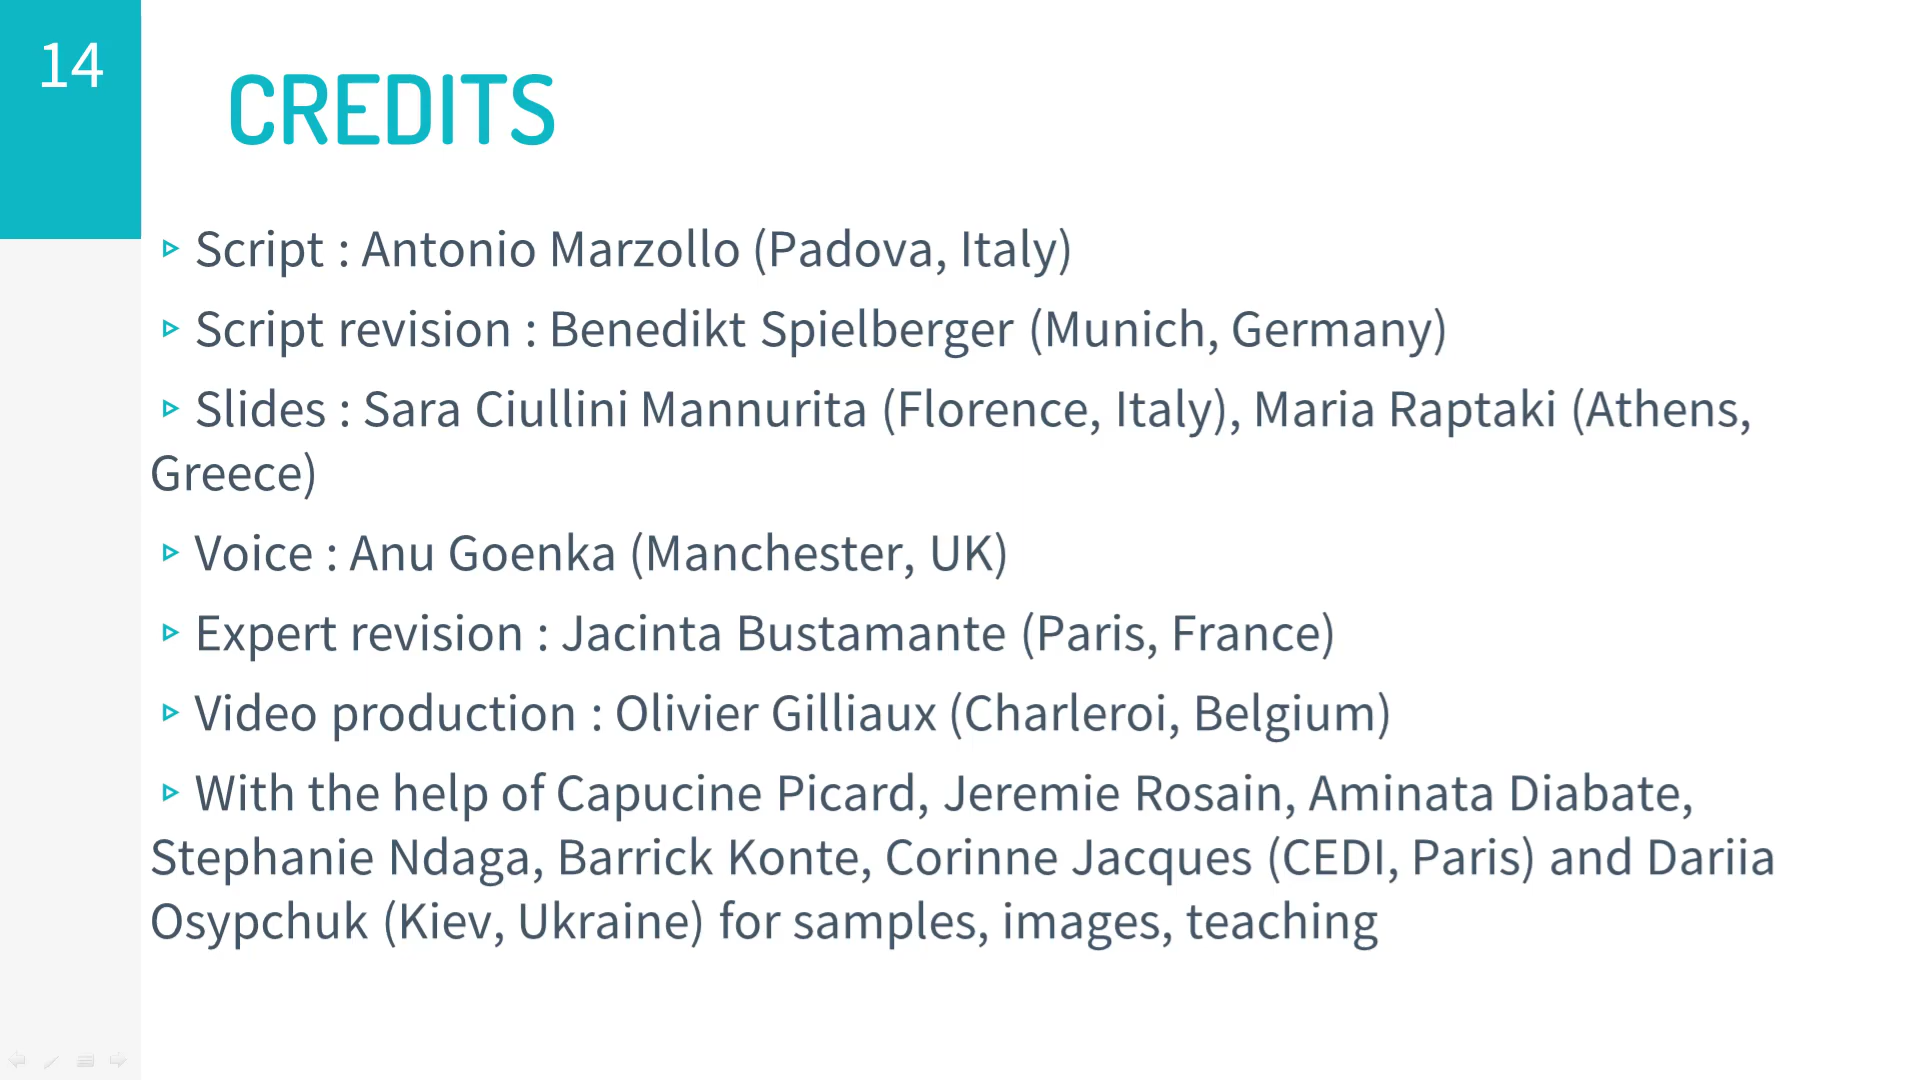 14
CREDITS
Script : Antonio Marzollo (Padova, Italy)
Script revision : Benedikt Spielberger (Munich, Germany)
Slides : Sara Ciullini Mannurita (Florence, Italy), Maria Raptaki (Athens,
Greece)
Voice : Anu Goenka (Manchester, UK)
Expert revision : Jacinta Bustamante (Paris, France)
Video production : Olivier Gilliaux (Charleroi, Belgium)
With the help of Capucine Picard, Jeremie Rosain, Aminata Diabate,
Stephanie Ndaga, Barrick Konte, Corinne Jacques (CEDI, Paris) and Dariia
Osypchuk (Kiev, Ukraine) for samples, images, teaching